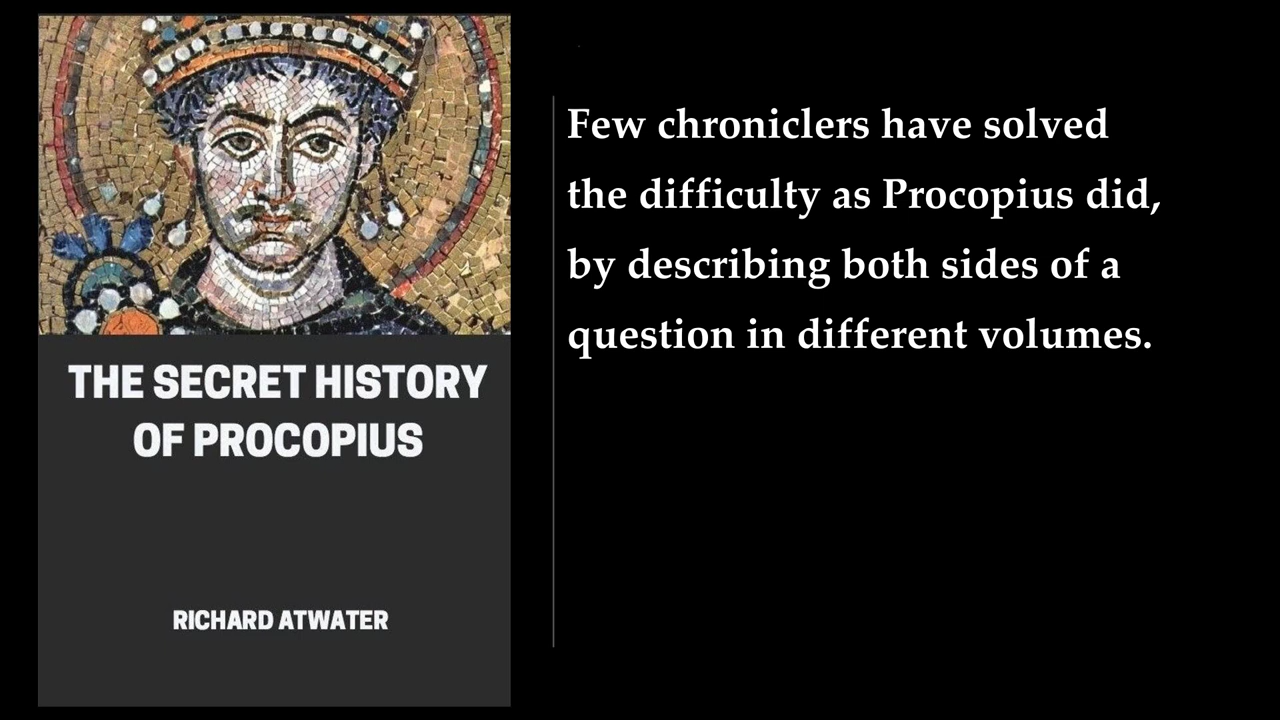 THE SECRET HISTORY
OF PROCOPIUS
RICHARD ATWATER
Few chroniclers have solved
the difficulty as Procopius did,
by describing both sides of a
question in different volumes.